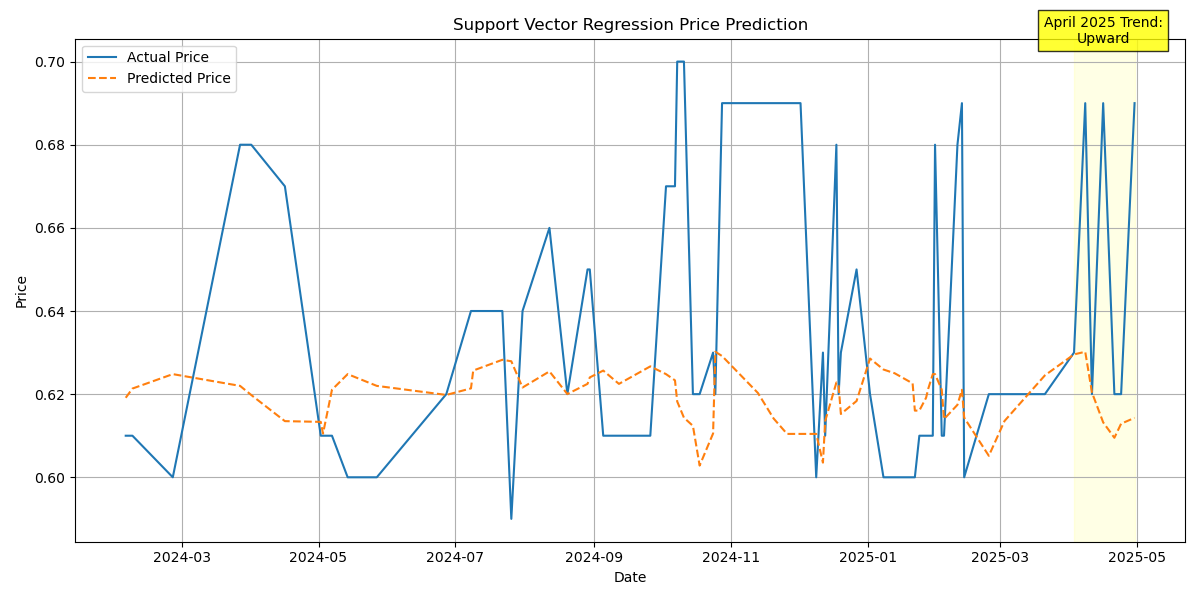 Support Vector Regression Price Prediction
April 2025 Trend:
Upward
Actual Price
Predicted Price
Price
0.70
0.68
0.66
0.64
0.62
0.60
2024-03
2024-05
2024-07
2024-09
2024-11
2025-01
2025-03
2025-05
Date